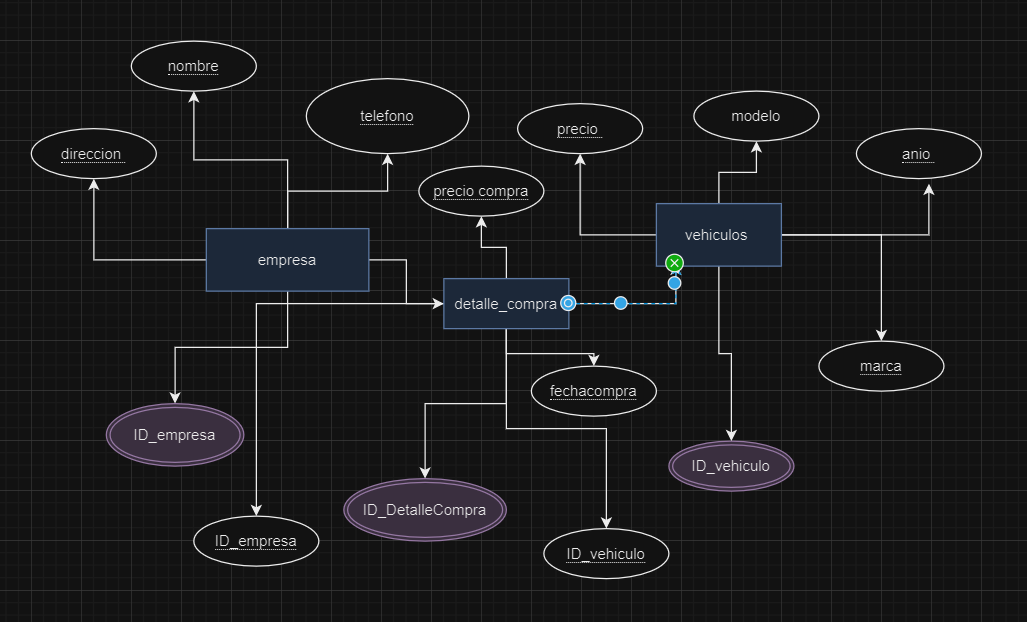 nombre
telefono
modelo
precio
direccion
anio
precio compra
vehiculos
empresa
detalle_compra
marca
fechacompra
ID_empresa
ID_vehiculo
ID_DetalleCompra
ID_empresa
ID_vehiculo